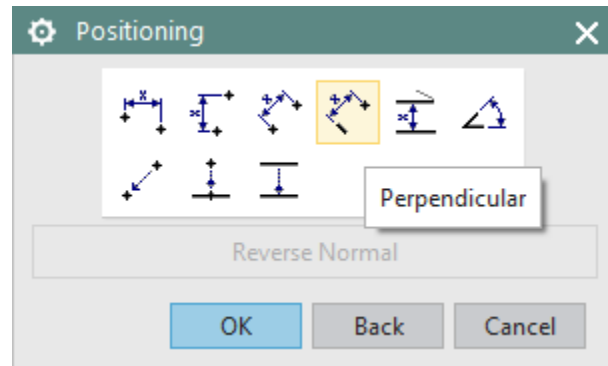 Positioning
Perpendicular
Reverse Normal
OK Back Cancel